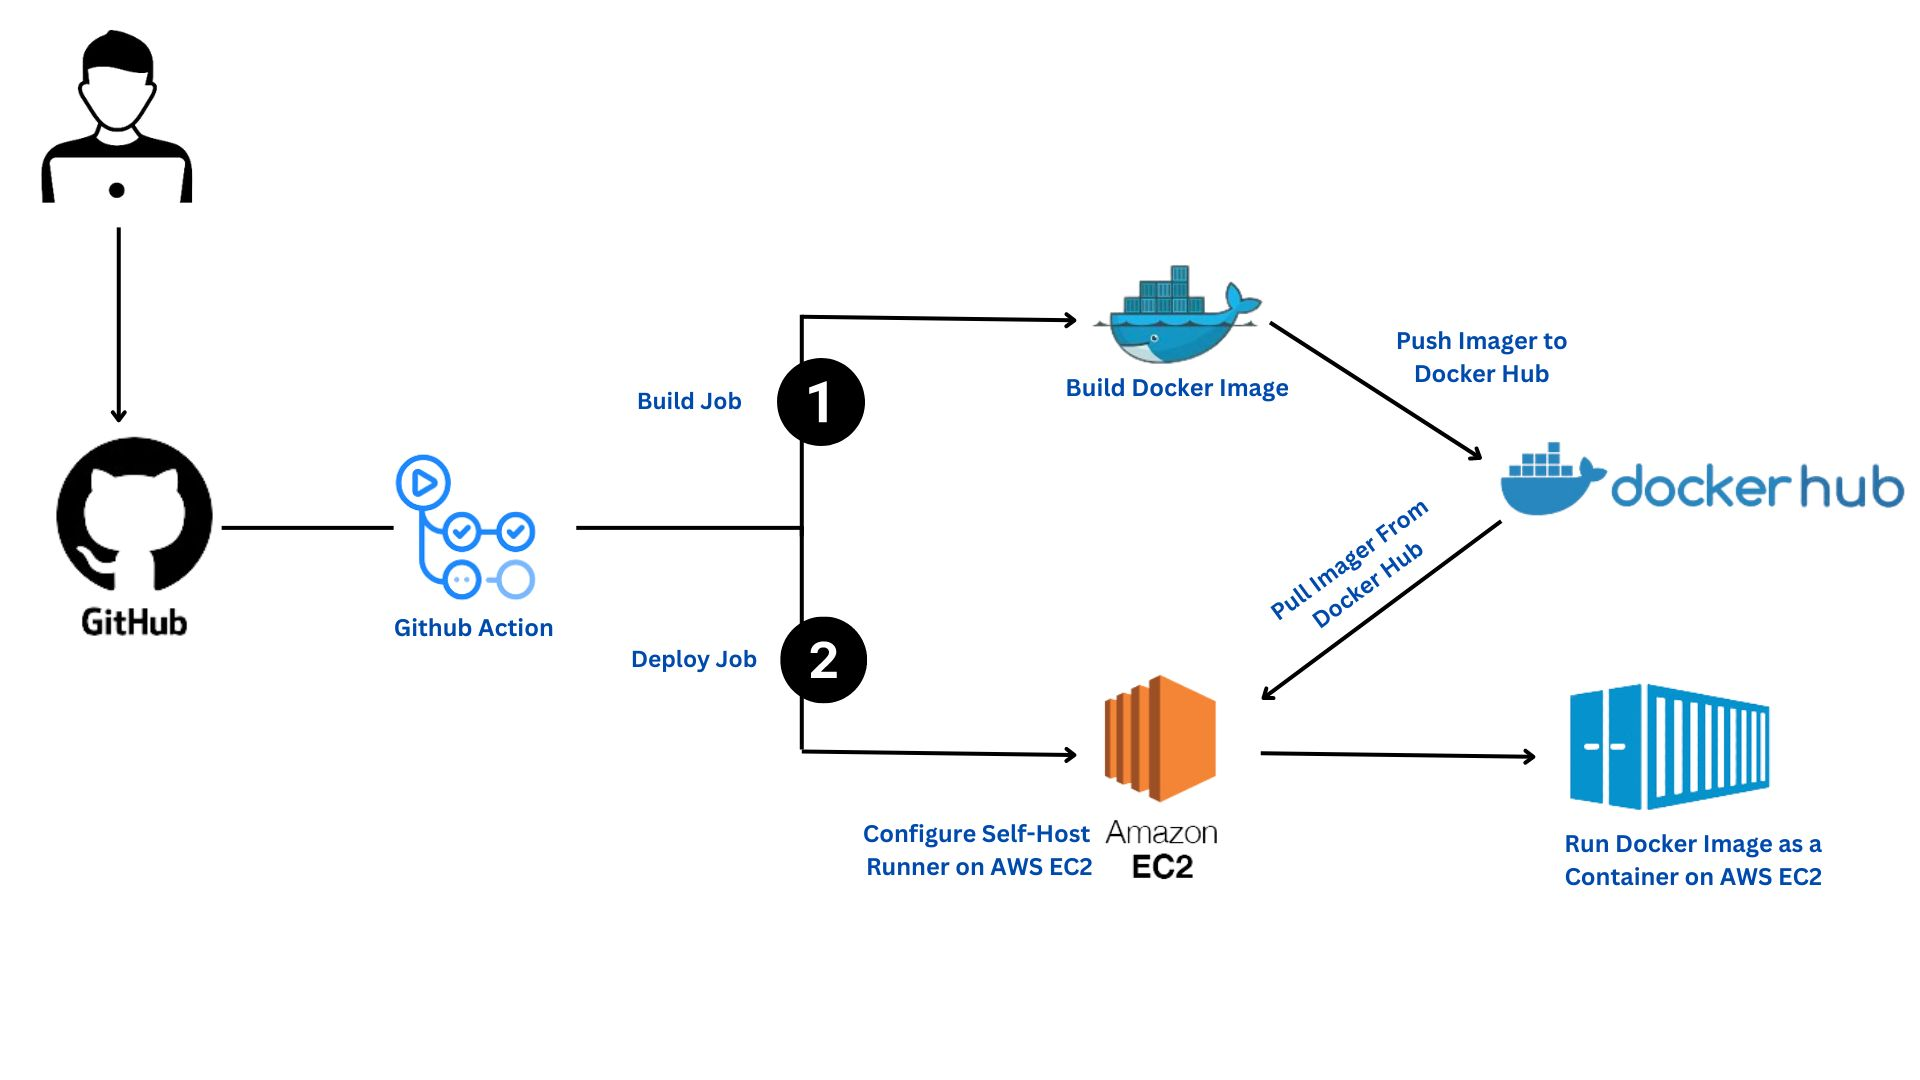 GitHub
Github Action
Build Job
1
Deploy Job
2
Build Docker Image
Push Imager to
Docker Hub
docker hub
Pull Imager From
Docker Hub
Configure Self-Host
Runner on AWS EC2
Amazon
EC2
Run Docker Image as a
Container on AWS EC2